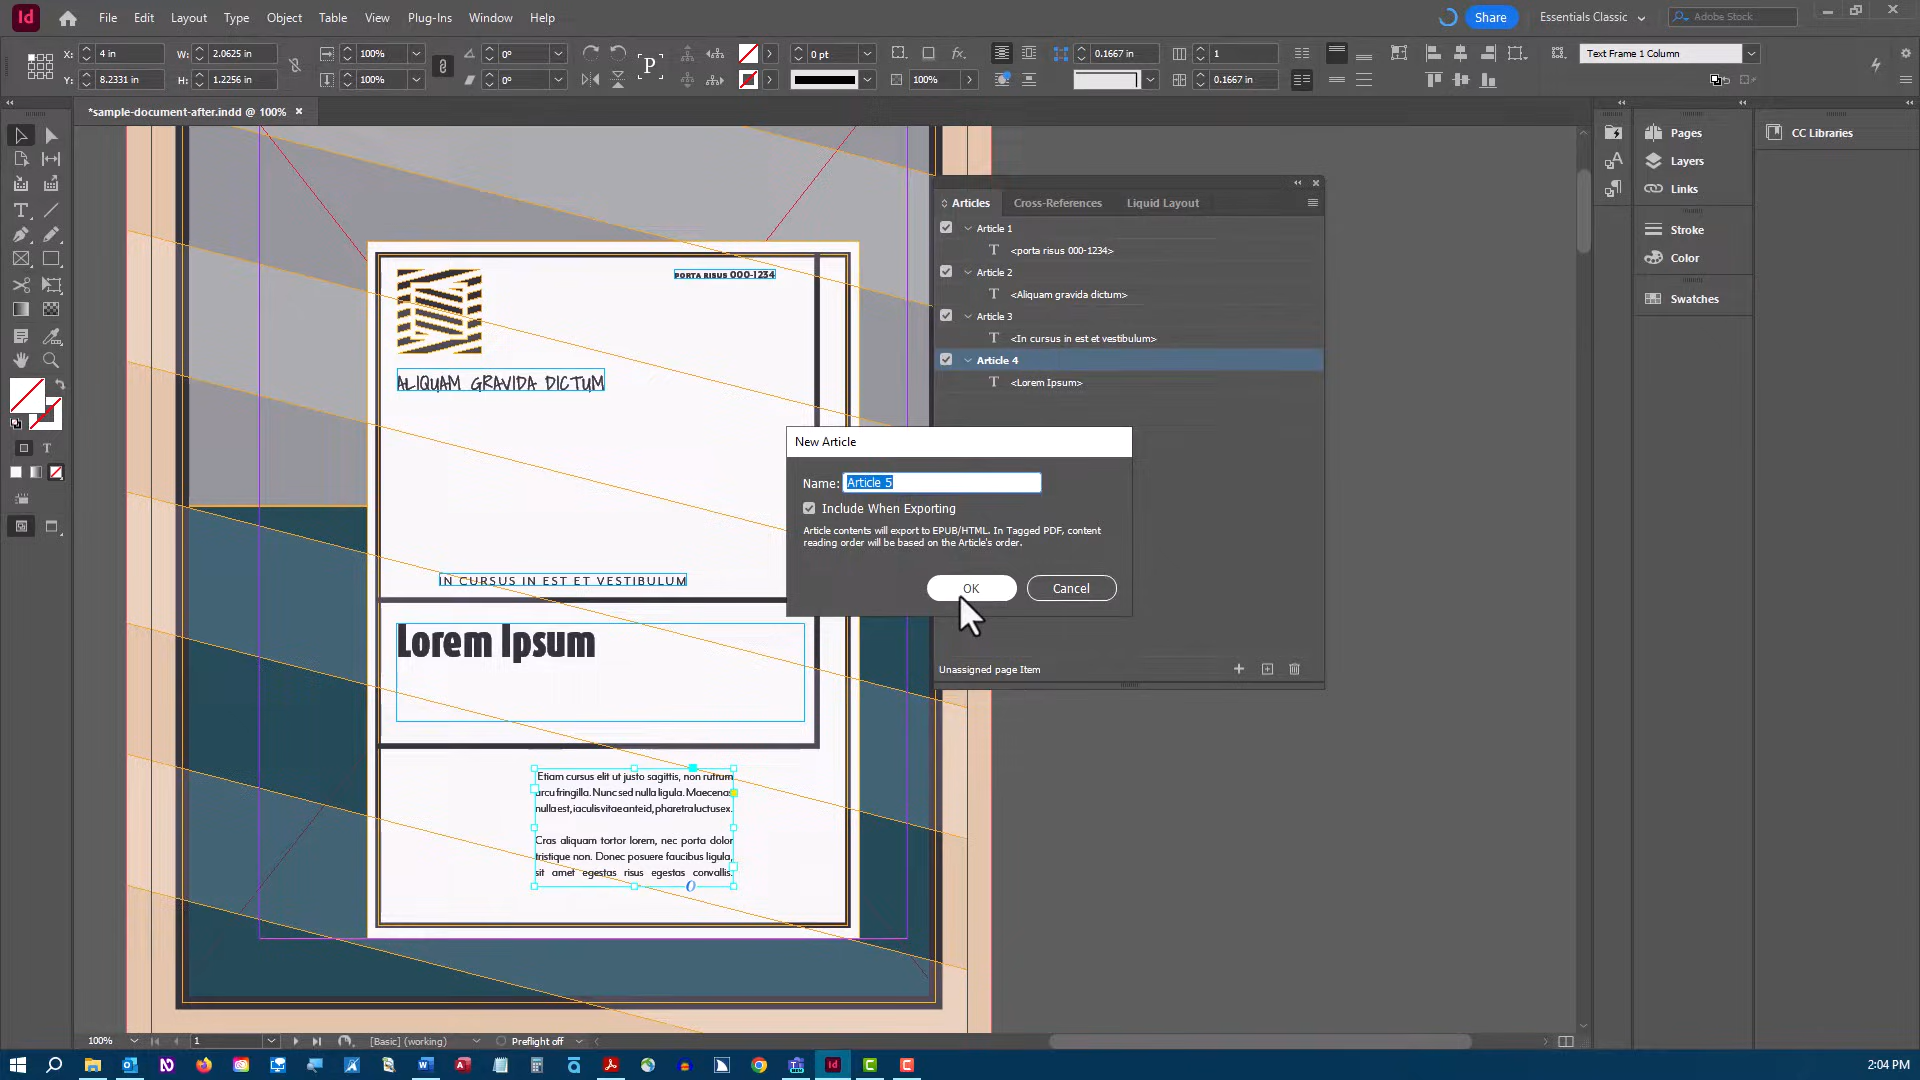 Id File Edit Layout Type Object Table View Plug-Ins Window Help Share Essentials Classic Adobe Stock
X: 4 in W: 2.0625 in 100% 0° P fx. 0 pt 0.1667 in 1 Text Frame 1 Column
Y: 8.2331 in H: 1.2256 in 100% 0° 100% 0.1667 in
*sample-document-after.indd @ 100% ×
Pages
Layers
Links
Stroke
Color
Swatches
CC Libraries
Articles Cross-References Liquid Layout
Article 1
<porta risus 000-1234>
Article 2
<Aliquam gravida dictum>
Article 3
<In cursus in est et vestibulum>
Article 4
<Lorem Ipsum>
Unassigned page Item
New Article
Name: Article 5
Include When Exporting
Article contents will export to EPUB/HTML. In Tagged PDF, content
reading order will be based on the Article's order.
OK Cancel
PORTA RISUS 000-1234
ALIQUAM GRAVIDA DICTUM
IN CURSUS IN EST ET VESTIBULUM
Lorem Ipsum
Etiam cursus elit ut justo sagittis, non rutrum
arcu fringilla. Nunc sed nulla ligula. Maecenas
nulla est, iaculis vitae ante id, pharetra luctus ex.
Cras aliquam tortor lorem, nec porta dolor
tristique non. Donec posuere faucibus ligula,
sit amet egestas risus egestas convallis.
100% 1 [Basic] (working) Preflight off
2:04 PM